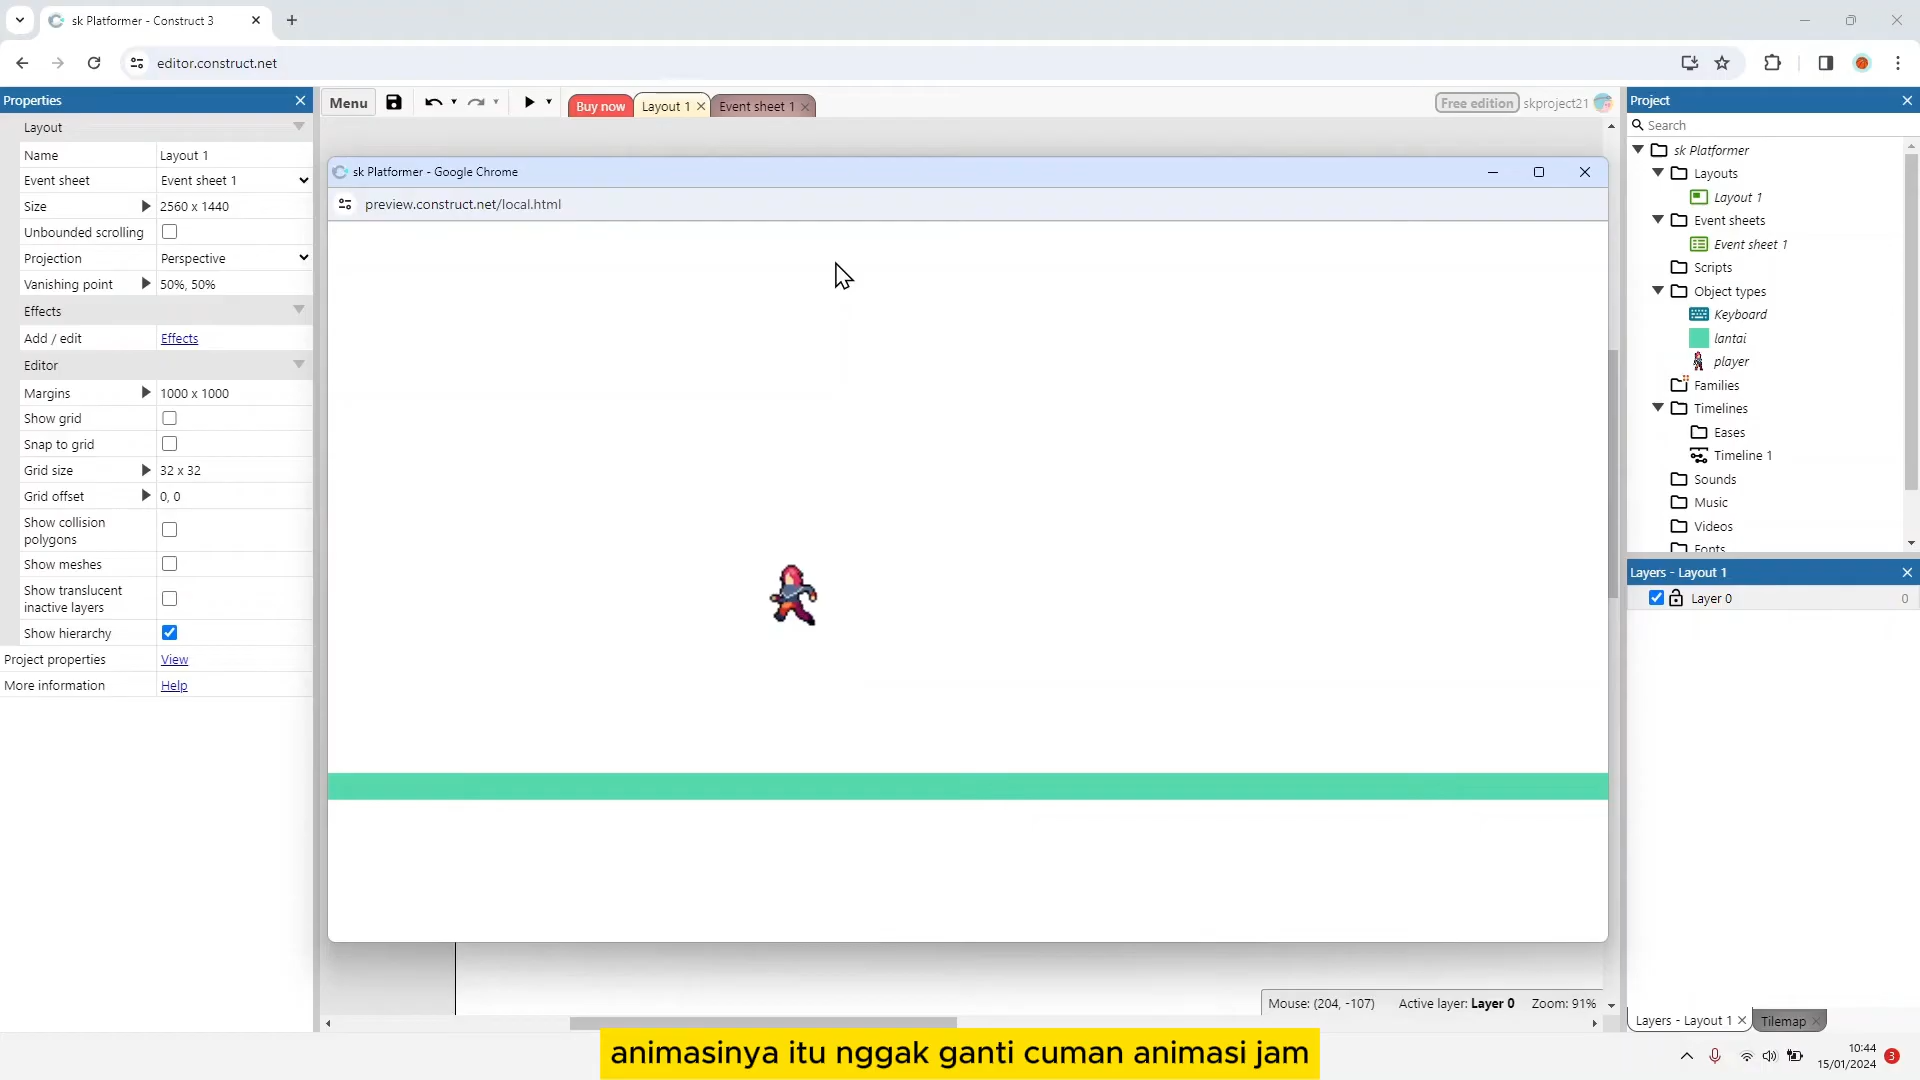 sk Platformer - Construct 3
editor.construct.net
Properties
Layout
Name Layout 1
Event sheet Event sheet 1
Size 2560 x 1440
Unbounded scrolling
Projection Perspective
Vanishing point 50%, 50%
Effects
Add / edit Effects
Editor
Margins 1000 x 1000
Show grid
Snap to grid
Grid size 32 x 32
Grid offset 0, 0
Show collision
polygons
Show meshes
Show translucent
inactive layers
Show hierarchy
Project properties View
More information Help
Menu
Buy now
Layout 1
Event sheet 1
Free edition
skproject21
sk Platformer - Google Chrome
preview.construct.net/local.html
Mouse: (204, -107) Active layer: Layer 0 Zoom: 91%
Project
Search
sk Platformer
Layouts
Layout 1
Event sheets
Event sheet 1
Scripts
Object types
Keyboard
lantai
player
Families
Timelines
Eases
Timeline 1
Sounds
Music
Videos
Fonts
Layers - Layout 1
Layer 0 0
Layers - Layout 1
Tilemap
animasinya itu nggak ganti cuman animasi jam
10:44
15/01/2024
3